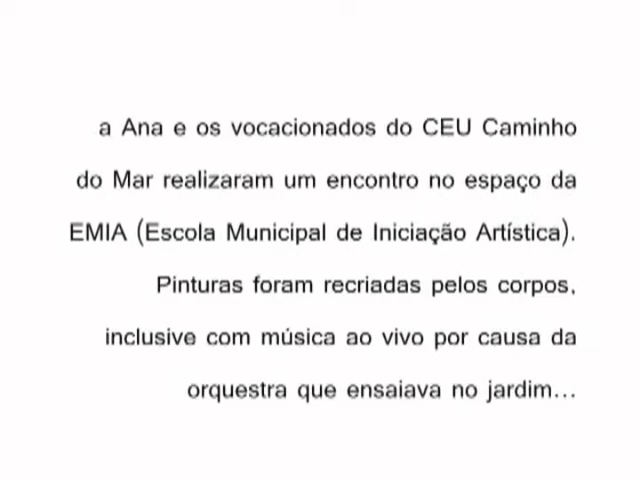 a Ana e os vocacionados do CEU Caminho
do Mar realizaram um encontro no espaço da
EMIA (Escola Municipal de Iniciação Artística).
Pinturas foram recriadas pelos corpos,
inclusive com música ao vivo por causa da
orquestra que ensaiava no jardim...